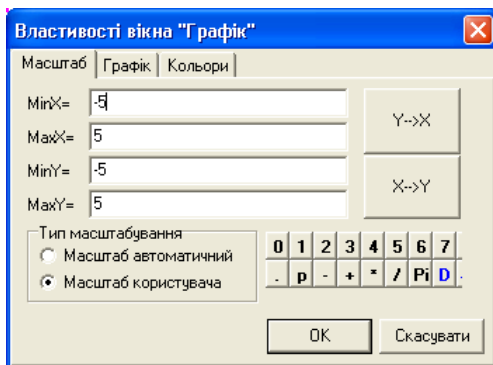 Властивості вікна "Графік"
Масштаб Графік Кольори
MinX= -5
MaxX= 5
MinY= -5
MaxY= 5
Y-->X
X-->Y
Тип масштабування
Масштаб автоматичний
Масштаб користувача
0 1 2 3 4 5 6 7
. p - + * / Pi D
OK Скасувати